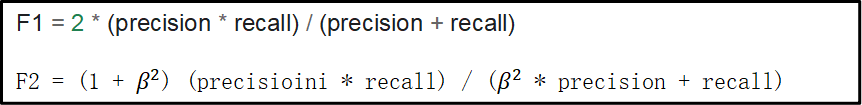 F1 = 2 * (precision * recall) / (precision + recall)
F2 = (1 + β²) (precisioini * recall) / (β² * precision + recall)